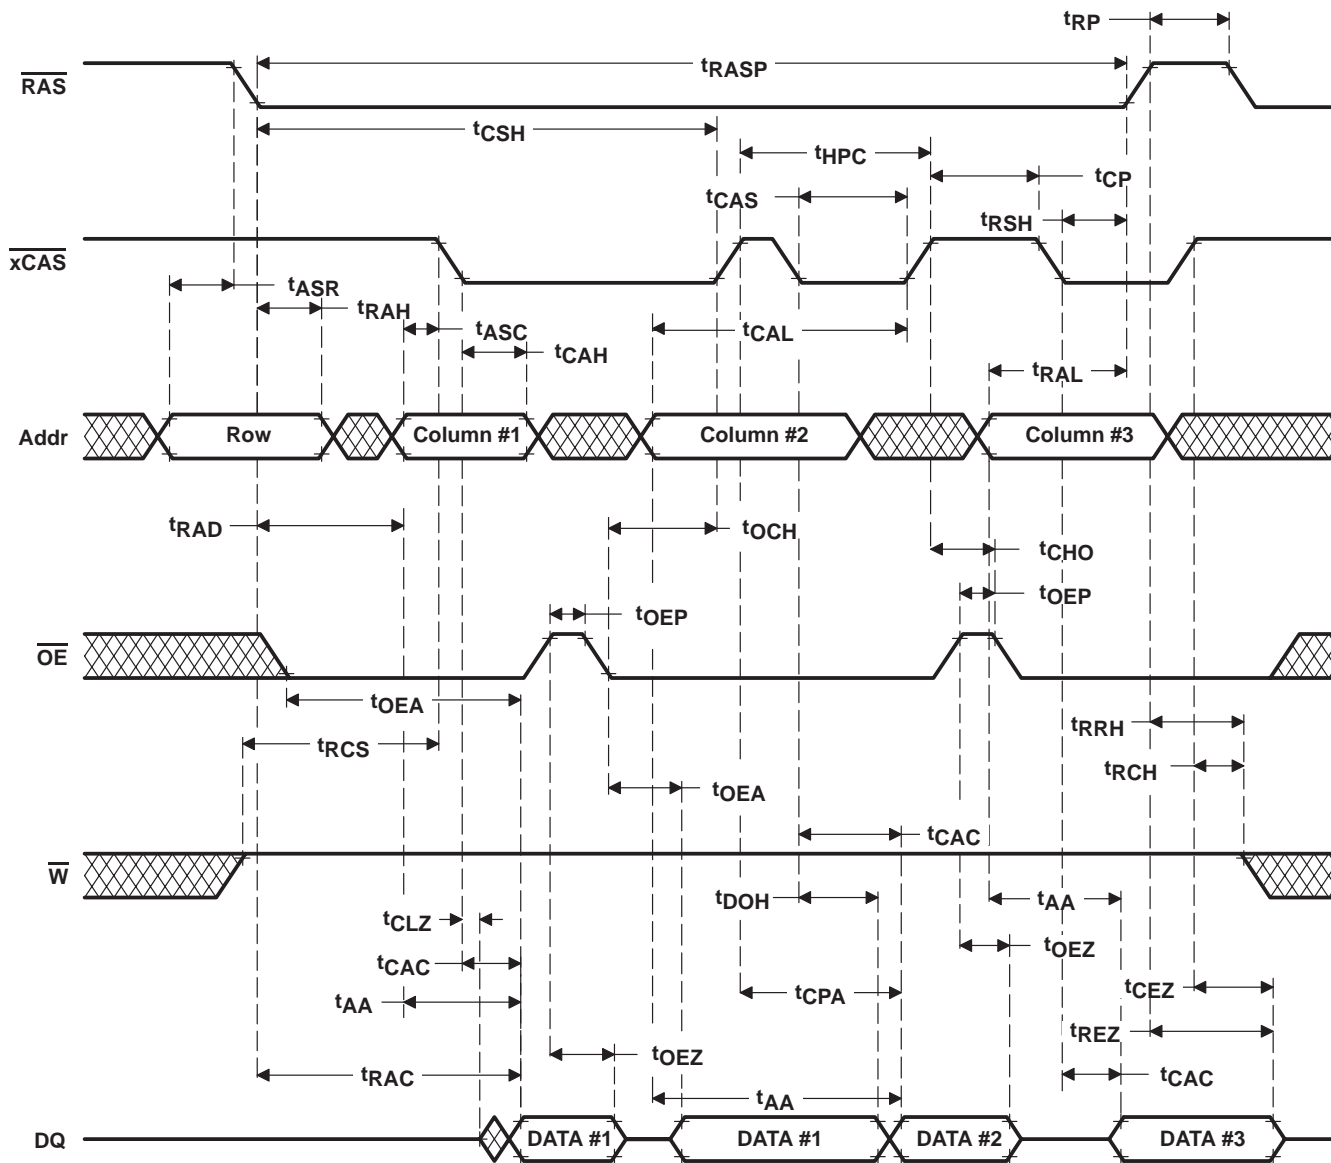 tRP
RAS
tRASP
tCSH
tHPC
tCAS
tCP
tRSH
xCAS
tASR
tRAH
tASC
tCAL
tCAH
tRAL
Addr
Row
Column #1
Column #2
Column #3
tRAD
tOCH
tCHO
tOEP
tOEP
OE
tOEA
tRRH
tRCS
tRCH
tOEA
tCAC
W
tDOH
tAA
tCLZ
tOEZ
tCAC
tCPA
tCEZ
tAA
tREZ
tOEZ
tRAC
tCAC
tAA
DQ
DATA #1
DATA #1
DATA #2
DATA #3